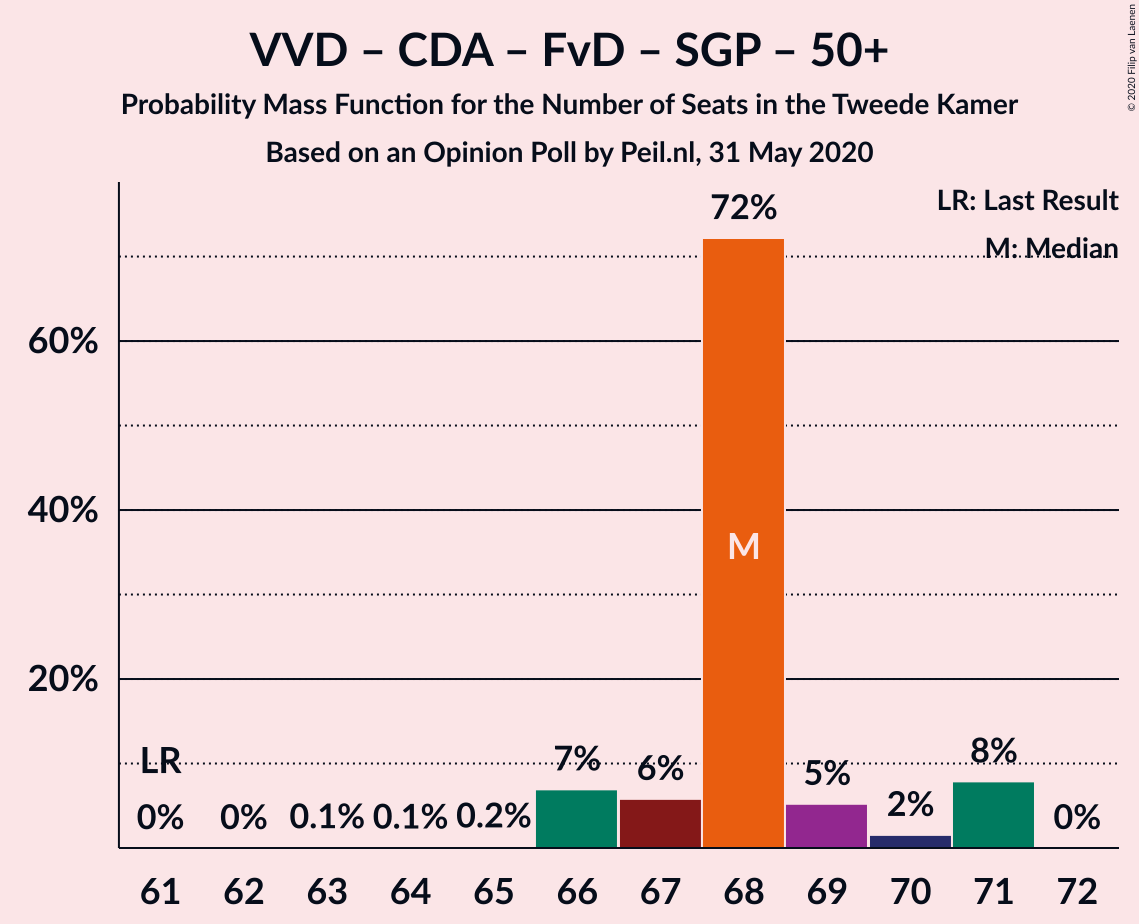 VVD – CDA – FvD – SGP – 50+
Probability Mass Function for the Number of Seats in the Tweede Kamer
Based on an Opinion Poll by Peil.nl, 31 May 2020
© 2020 Filip van Laenen
LR: Last Result
M: Median
72%
60%
40%
M
20%
LR
0% 0% 0.1% 0.1% 0.2% 7% 6% 5% 2% 8% 0%
61 62 63 64 65 66 67 68 69 70 71 72